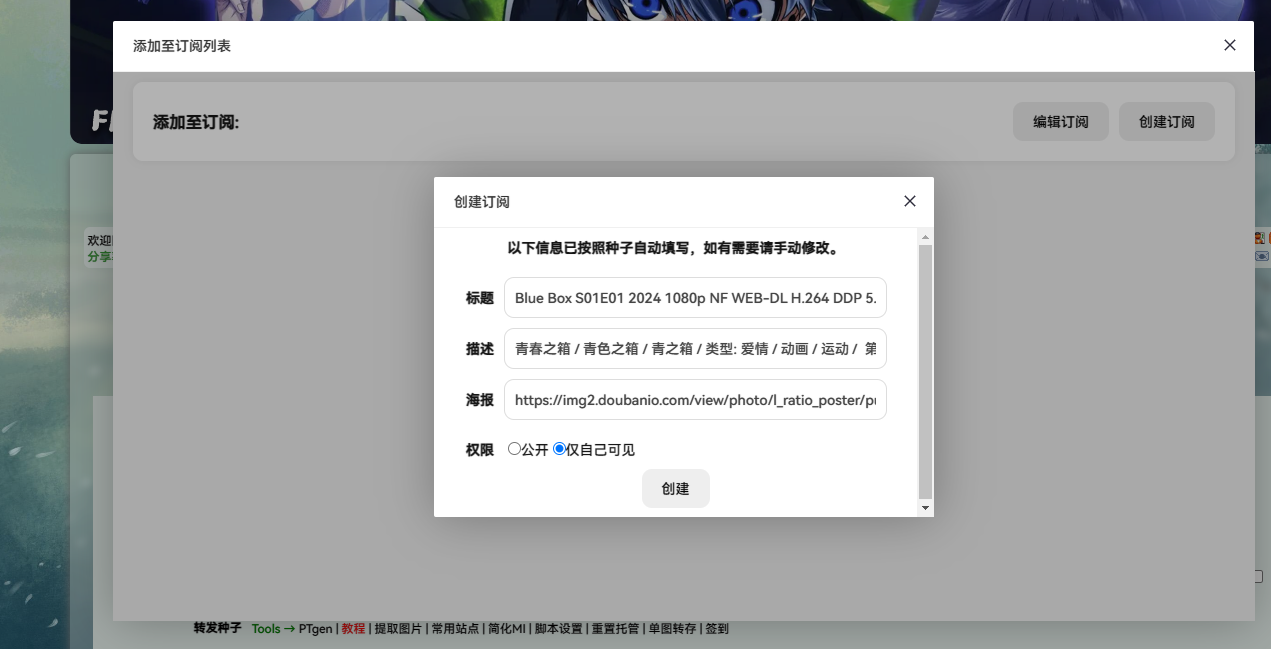 添加至订阅列表
添加至订阅:
编辑订阅 创建订阅
创建订阅
以下信息已按照种子自动填写，如有需要请手动修改。
标题 Blue Box S01E01 2024 1080p NF WEB-DL H.264 DDP 5.
描述 青春之箱 / 青色之箱 / 青之箱 / 类型: 爱情 / 动画 / 运动 / 第
海报 https://img2.doubanio.com/view/photo/l_ratio_poster/pu
权限 公开 仅自己可见
创建
欢迎
分享
转发种子 Tools → PTgen | 教程 | 提取图片 | 常用站点 | 简化MI | 脚本设置 | 重置托管 | 单图转存 | 签到